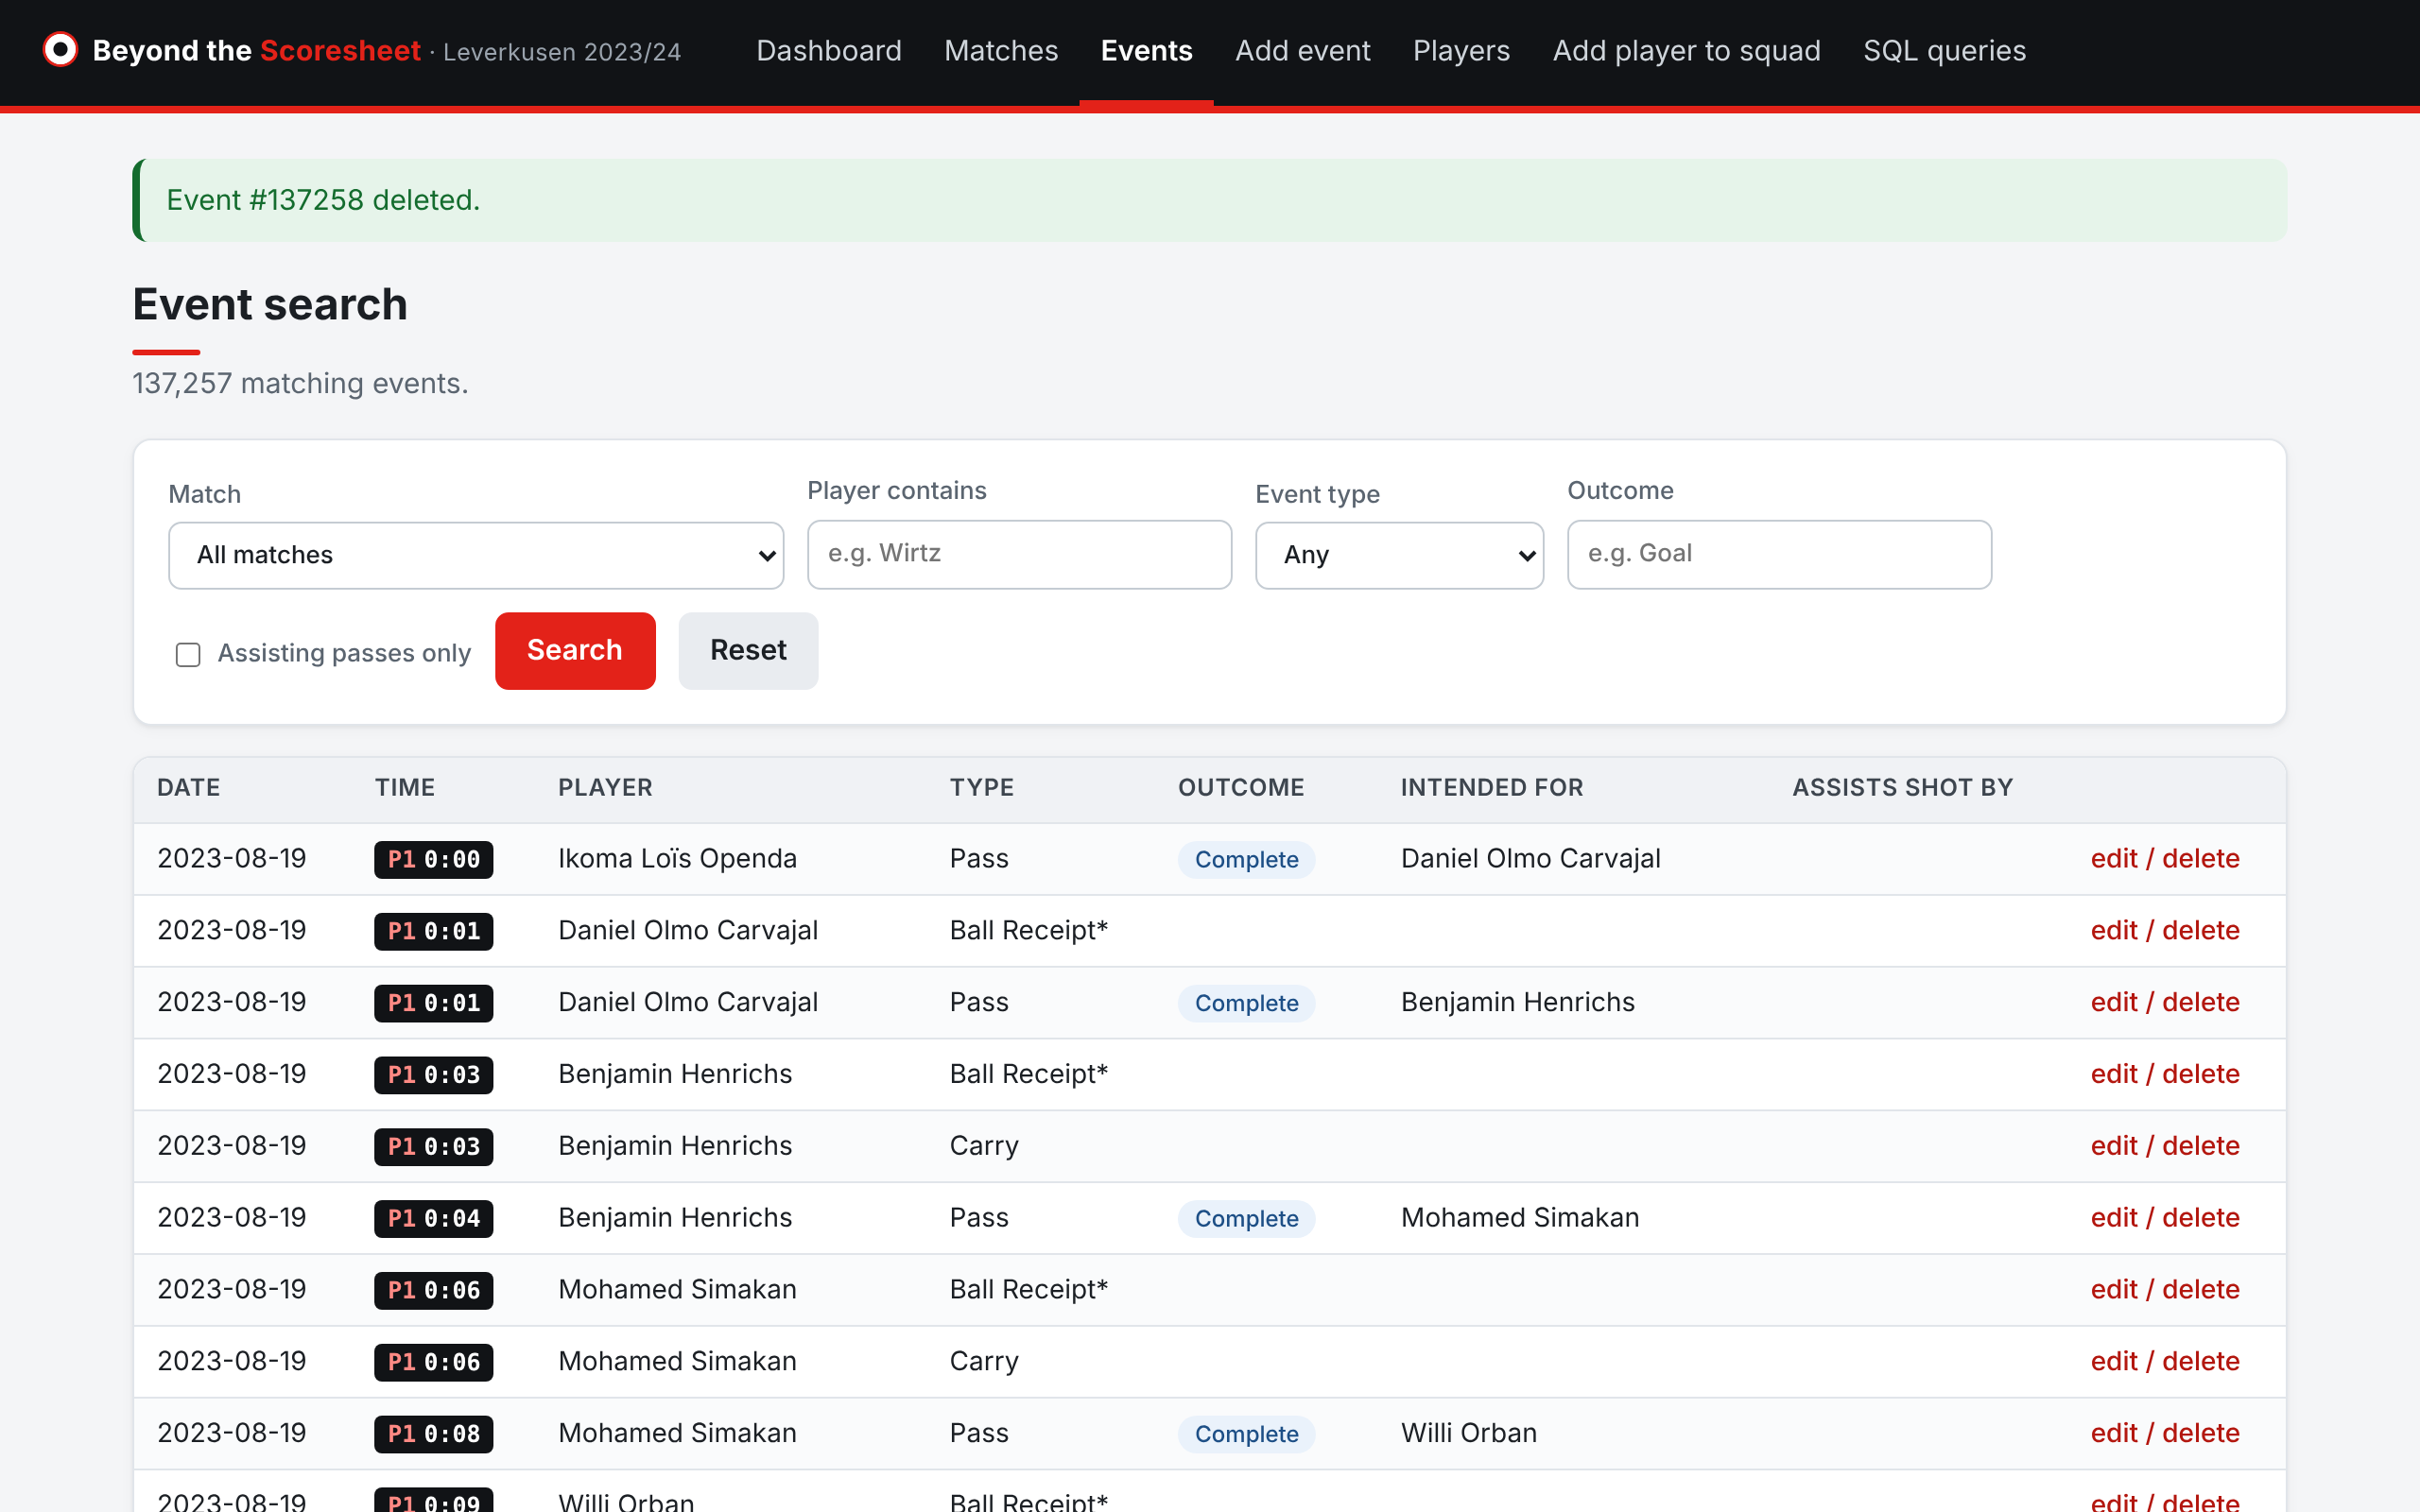 Beyond the Scoresheet · Leverkusen 2023/24 Dashboard Matches Events Add event Players Add player to squad SQL queries
Event #137258 deleted.
Event search
137,257 matching events.
Match Player contains Event type Outcome
All matches e.g. Wirtz Any e.g. Goal
Assisting passes only Search Reset
DATE TIME PLAYER TYPE OUTCOME INTENDED FOR ASSISTS SHOT BY
2023-08-19 P1 0:00 Ikoma Loïs Openda Pass Complete Daniel Olmo Carvajal edit / delete
2023-08-19 P1 0:01 Daniel Olmo Carvajal Ball Receipt* edit / delete
2023-08-19 P1 0:01 Daniel Olmo Carvajal Pass Complete Benjamin Henrichs edit / delete
2023-08-19 P1 0:03 Benjamin Henrichs Ball Receipt* edit / delete
2023-08-19 P1 0:03 Benjamin Henrichs Carry edit / delete
2023-08-19 P1 0:04 Benjamin Henrichs Pass Complete Mohamed Simakan edit / delete
2023-08-19 P1 0:06 Mohamed Simakan Ball Receipt* edit / delete
2023-08-19 P1 0:06 Mohamed Simakan Carry edit / delete
2023-08-19 P1 0:08 Mohamed Simakan Pass Complete Willi Orban edit / delete
2023-08-19 P1 0:09 Willi Orban Ball Receipt* edit / delete